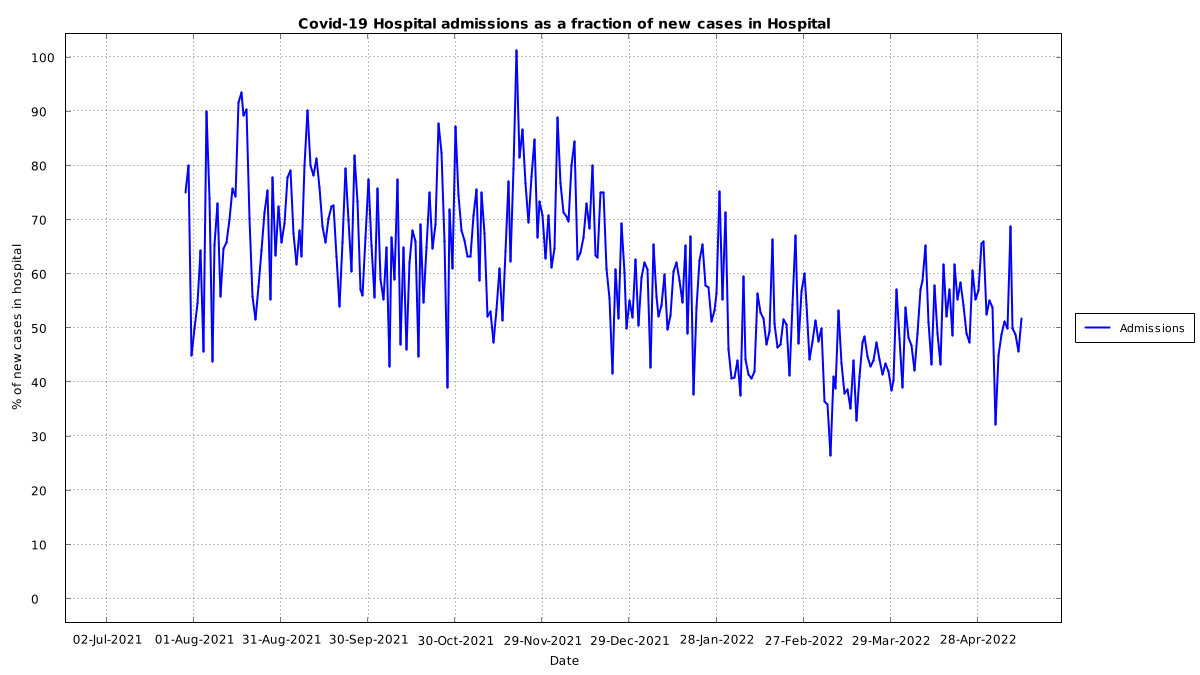 Covid-19 Hospital admissions as a fraction of new cases in Hospital
100
90
80
70
60
50
40
30
20
10
0
% of new cases in hospital
02-Jul-2021 01-Aug-2021 31-Aug-2021 30-Sep-2021 30-Oct-2021 29-Nov-2021 29-Dec-2021 28-Jan-2022 27-Feb-2022 29-Mar-2022 28-Apr-2022
Date
Admissions